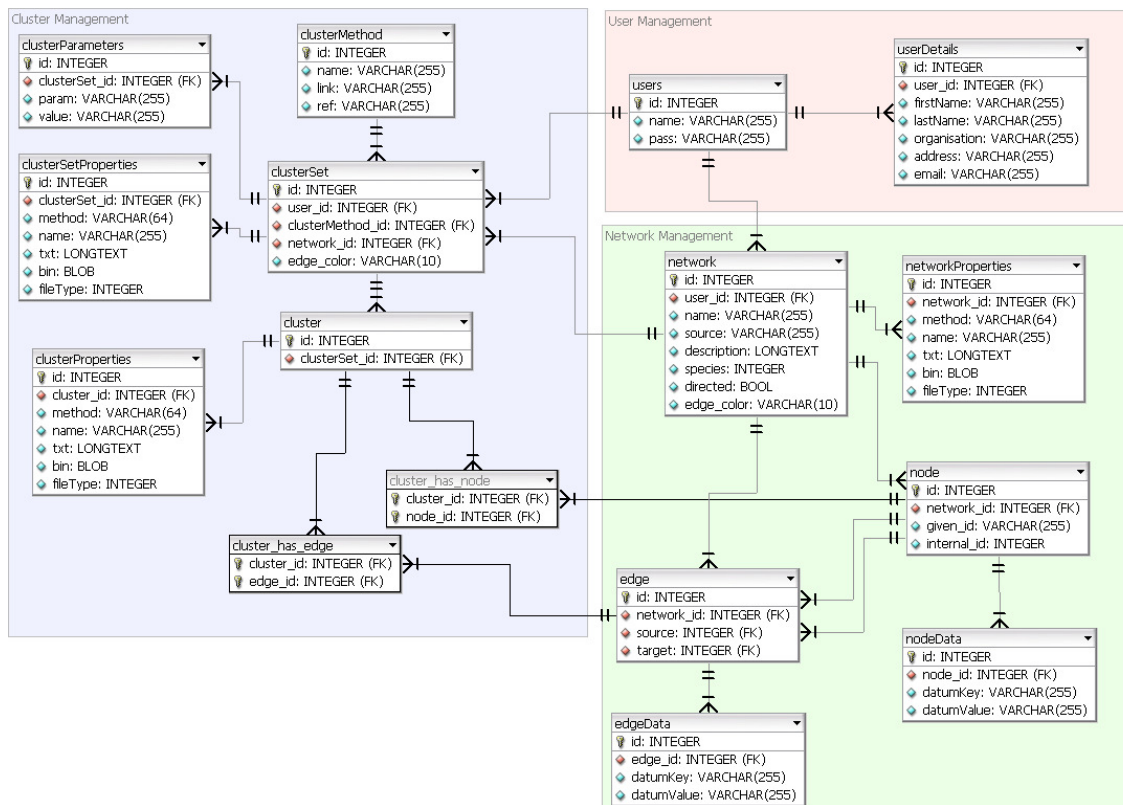 Cluster Management
clusterParameters
id: INTEGER
clusterSet_id: INTEGER (FK)
param: VARCHAR(255)
value: VARCHAR(255)
clusterMethod
id: INTEGER
name: VARCHAR(255)
link: VARCHAR(255)
ref: VARCHAR(255)
clusterSetProperties
id: INTEGER
clusterSet_id: INTEGER (FK)
method: VARCHAR(64)
name: VARCHAR(255)
txt: LONGTEXT
bin: BLOB
fileType: INTEGER
clusterSet
id: INTEGER
user_id: INTEGER (FK)
clusterMethod_id: INTEGER (FK)
network_id: INTEGER (FK)
edge_color: VARCHAR(10)
cluster
id: INTEGER
clusterSet_id: INTEGER (FK)
clusterProperties
id: INTEGER
cluster_id: INTEGER (FK)
method: VARCHAR(64)
name: VARCHAR(255)
txt: LONGTEXT
bin: BLOB
fileType: INTEGER
cluster_has_node
cluster_id: INTEGER (FK)
node_id: INTEGER (FK)
cluster_has_edge
cluster_id: INTEGER (FK)
edge_id: INTEGER (FK)
User Management
users
id: INTEGER
name: VARCHAR(255)
pass: VARCHAR(255)
userDetails
id: INTEGER
user_id: INTEGER (FK)
firstName: VARCHAR(255)
lastName: VARCHAR(255)
organisation: VARCHAR(255)
address: VARCHAR(255)
email: VARCHAR(255)
Network Management
network
id: INTEGER
user_id: INTEGER (FK)
name: VARCHAR(255)
source: VARCHAR(255)
description: LONGTEXT
species: INTEGER
directed: BOOL
edge_color: VARCHAR(10)
networkProperties
id: INTEGER
network_id: INTEGER (FK)
method: VARCHAR(64)
name: VARCHAR(255)
txt: LONGTEXT
bin: BLOB
fileType: INTEGER
node
id: INTEGER
network_id: INTEGER (FK)
given_id: VARCHAR(255)
internal_id: INTEGER
edge
id: INTEGER
network_id: INTEGER (FK)
source: INTEGER (FK)
target: INTEGER (FK)
nodeData
id: INTEGER
node_id: INTEGER (FK)
datumKey: VARCHAR(255)
datumValue: VARCHAR(255)
edgeData
id: INTEGER
edge_id: INTEGER (FK)
datumKey: VARCHAR(255)
datumValue: VARCHAR(255)